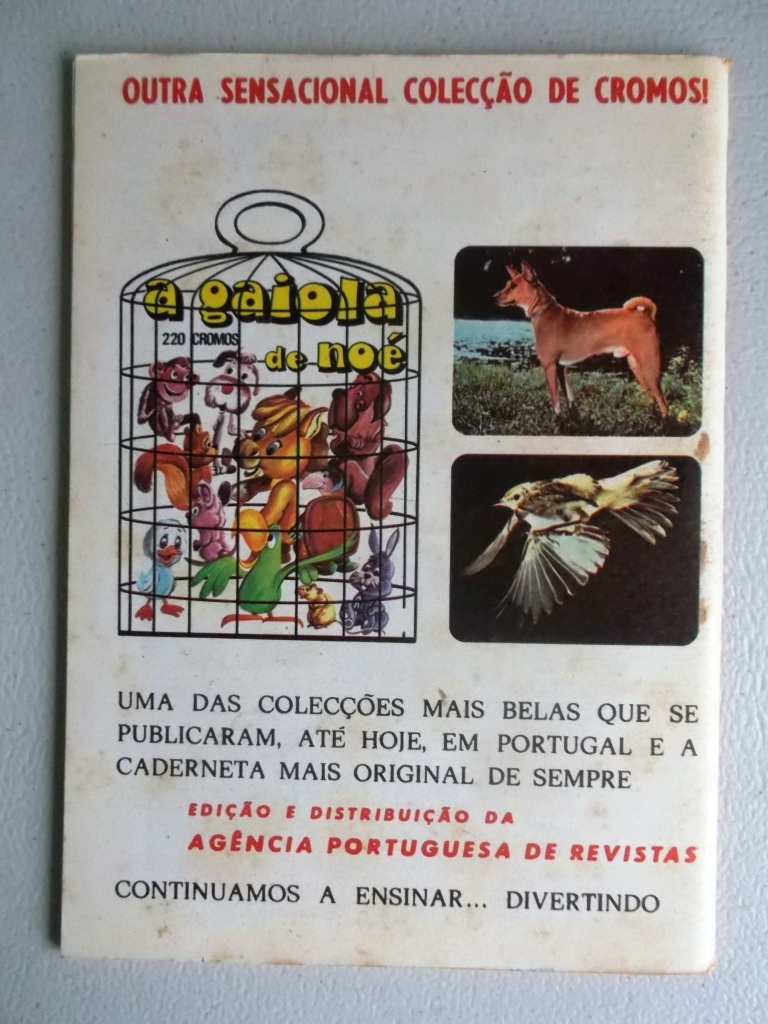 OUTRA SENSACIONAL COLECÇÃO DE CROMOS!
a gaiola
220 CROMOS
de noé
UMA DAS COLECÇÕES MAIS BELAS QUE SE
PUBLICARAM, ATÉ HOJE, EM PORTUGAL E A
CADERNETA MAIS ORIGINAL DE SEMPRE
EDIÇÃO E DISTRIBUIÇÃO DA
AGÊNCIA PORTUGUESA DE REVISTAS
CONTINUAMOS A ENSINAR... DIVERTINDO